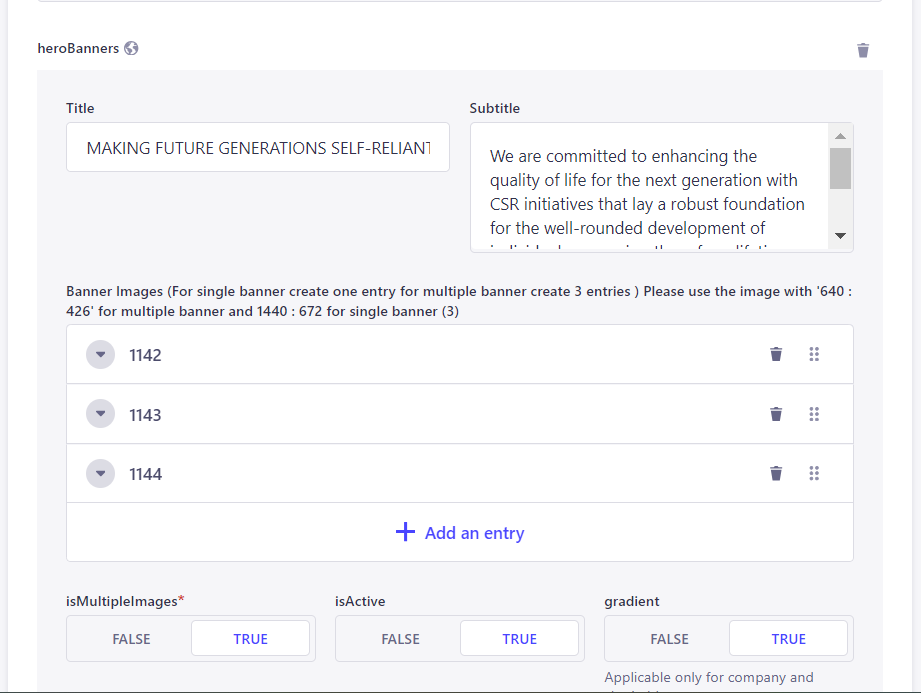 heroBanners
Title
Subtitle
MAKING FUTURE GENERATIONS SELF-RELIANT
We are committed to enhancing the
quality of life for the next generation with
CSR initiatives that lay a robust foundation
for the well-rounded development of
Banner Images (For single banner create one entry for multiple banner create 3 entries ) Please use the image with '640 :
426' for multiple banner and 1440 : 672 for single banner (3)
1142
1143
1144
Add an entry
isMultipleImages*
isActive
gradient
FALSE TRUE
FALSE TRUE
FALSE TRUE
Applicable only for company and